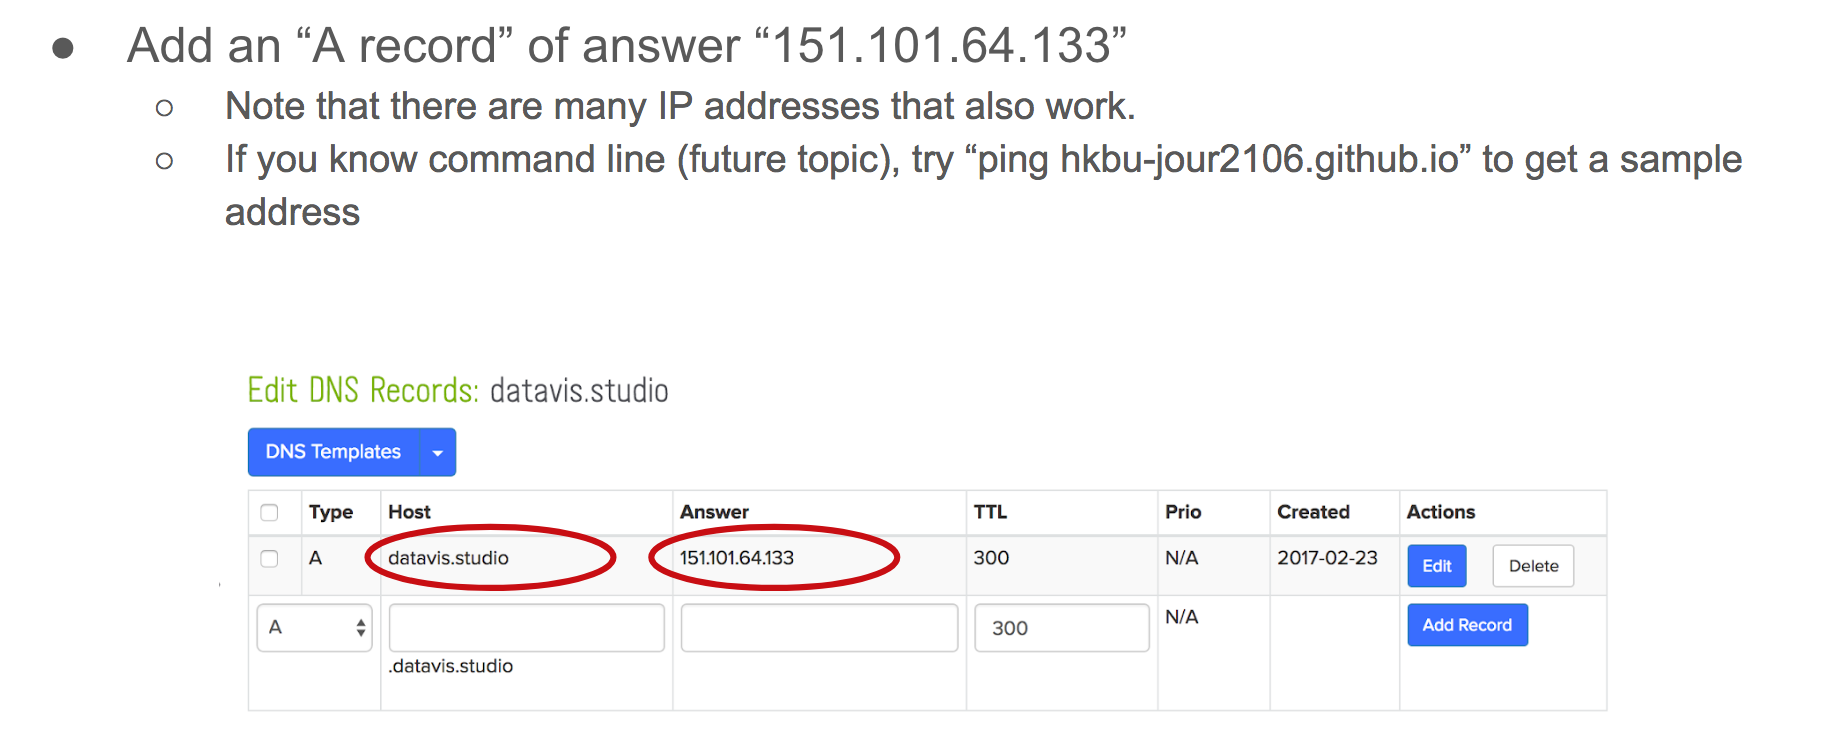 ● Add an “A record” of answer “151.101.64.133”
○ Note that there are many IP addresses that also work.
○ If you know command line (future topic), try “ping hkbu-jour2106.github.io” to get a sample
address
Edit DNS Records: datavis.studio
DNS Templates
Type Host Answer TTL Prio Created Actions
A datavis.studio 151.101.64.133 300 N/A 2017-02-23 Edit Delete
A 300 N/A Add Record
.datavis.studio